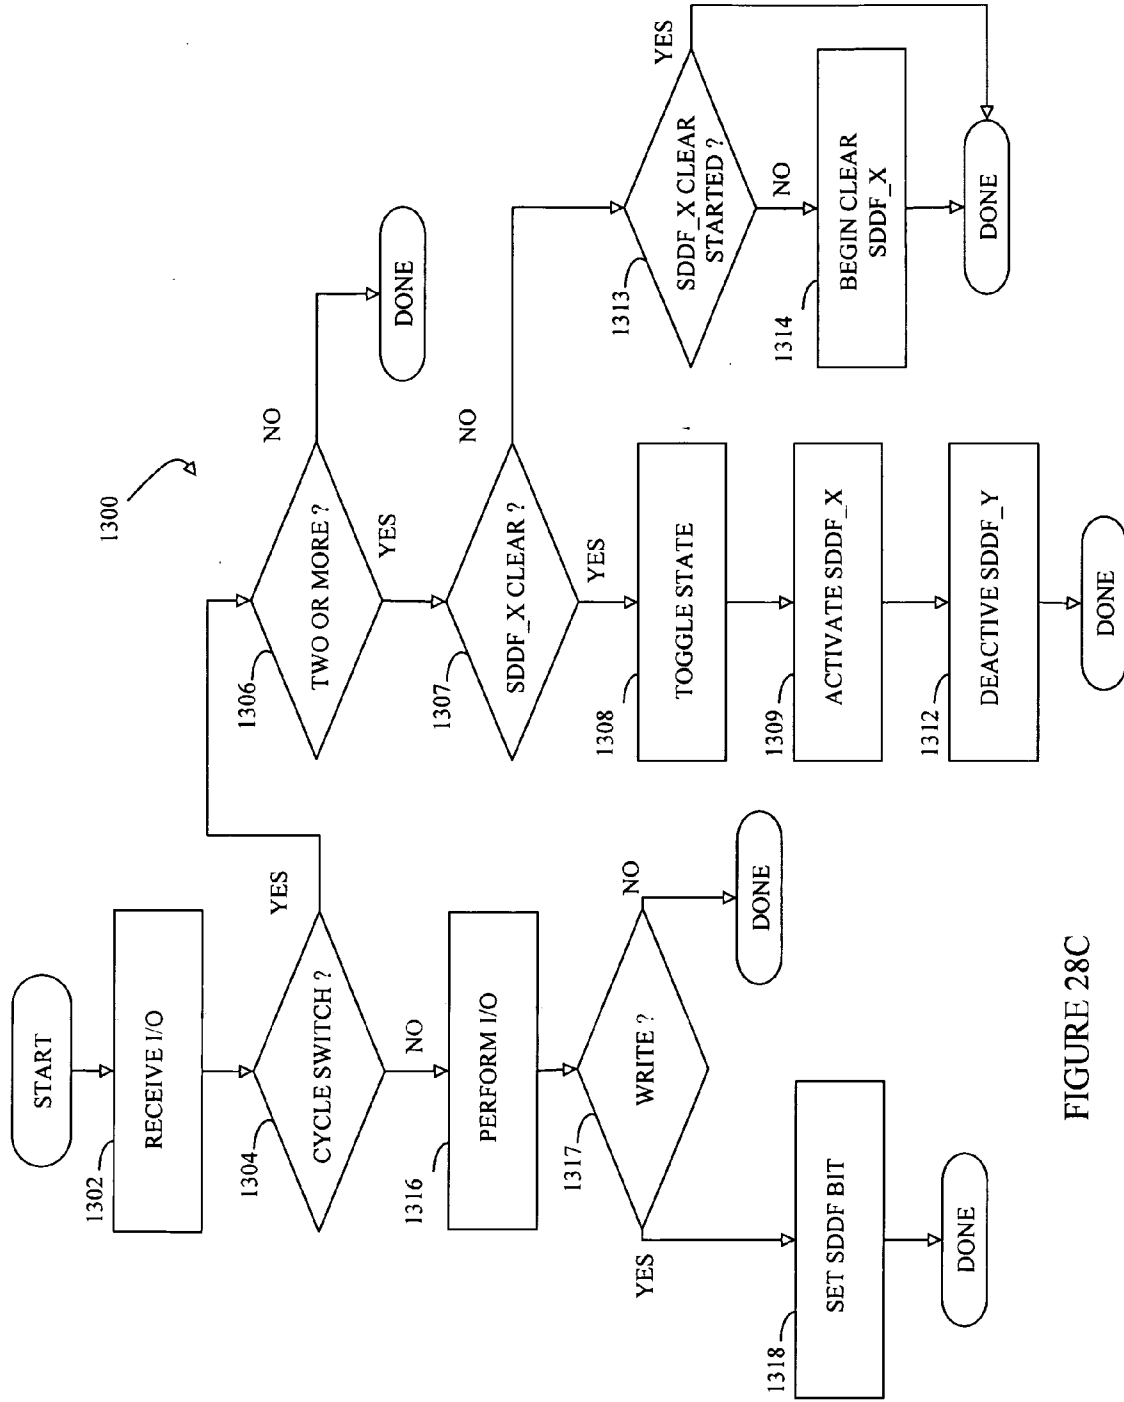 1300
START
1302
RECEIVE I/O
1304
CYCLE SWITCH ?
YES
NO
1316
PERFORM I/O
1317
WRITE ?
YES
NO
1318
SET SDDF BIT
DONE
DONE
1306
TWO OR MORE ?
NO
DONE
YES
1307
SDDF_X CLEAR ?
NO
YES
1308
TOGGLE STATE
1309
ACTIVATE SDDF_X
1312
DEACTIVE SDDF_Y
DONE
1313
SDDF_X CLEAR
STARTED ?
YES
NO
1314
BEGIN CLEAR
SDDF_X
DONE
FIGURE 28C